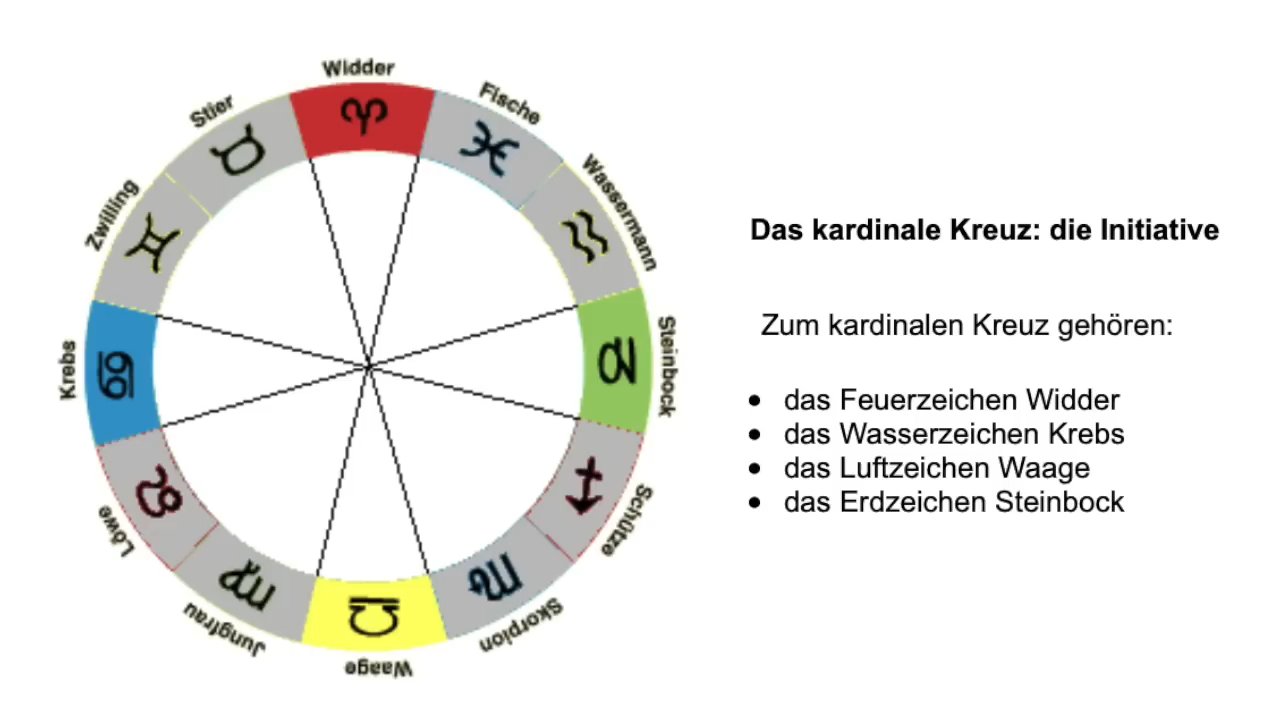 Widder
Fische
Stier
Wassermann
Zwilling
Steinbock
Krebs
Schütze
Löwe
Skorpion
Jungfrau
Waage
Das kardinale Kreuz: die Initiative
Zum kardinalen Kreuz gehören:
• das Feuerzeichen Widder
• das Wasserzeichen Krebs
• das Luftzeichen Waage
• das Erdzeichen Steinbock